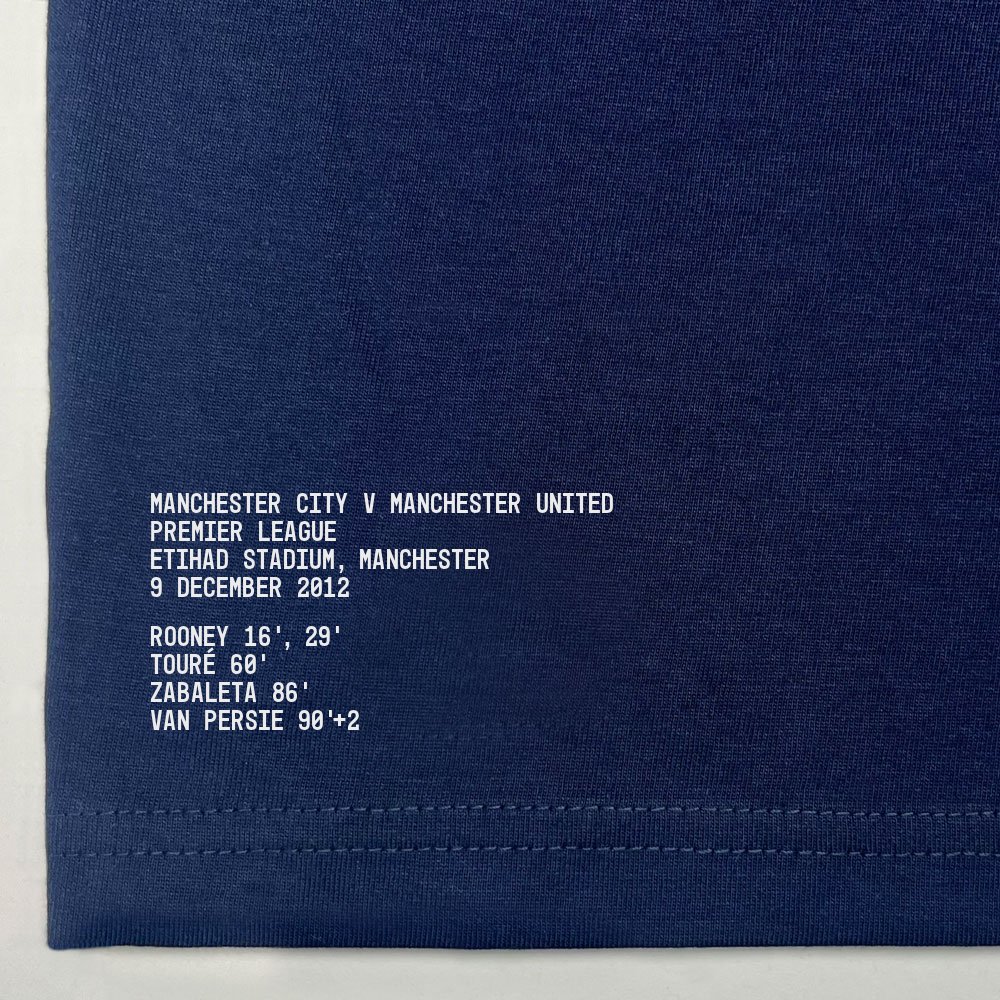 MANCHESTER CITY V MANCHESTER UNITED
PREMIER LEAGUE
ETIHAD STADIUM, MANCHESTER
9 DECEMBER 2012
ROONEY 16', 29'
TOURÉ 60'
ZABALETA 86'
VAN PERSIE 90'+2